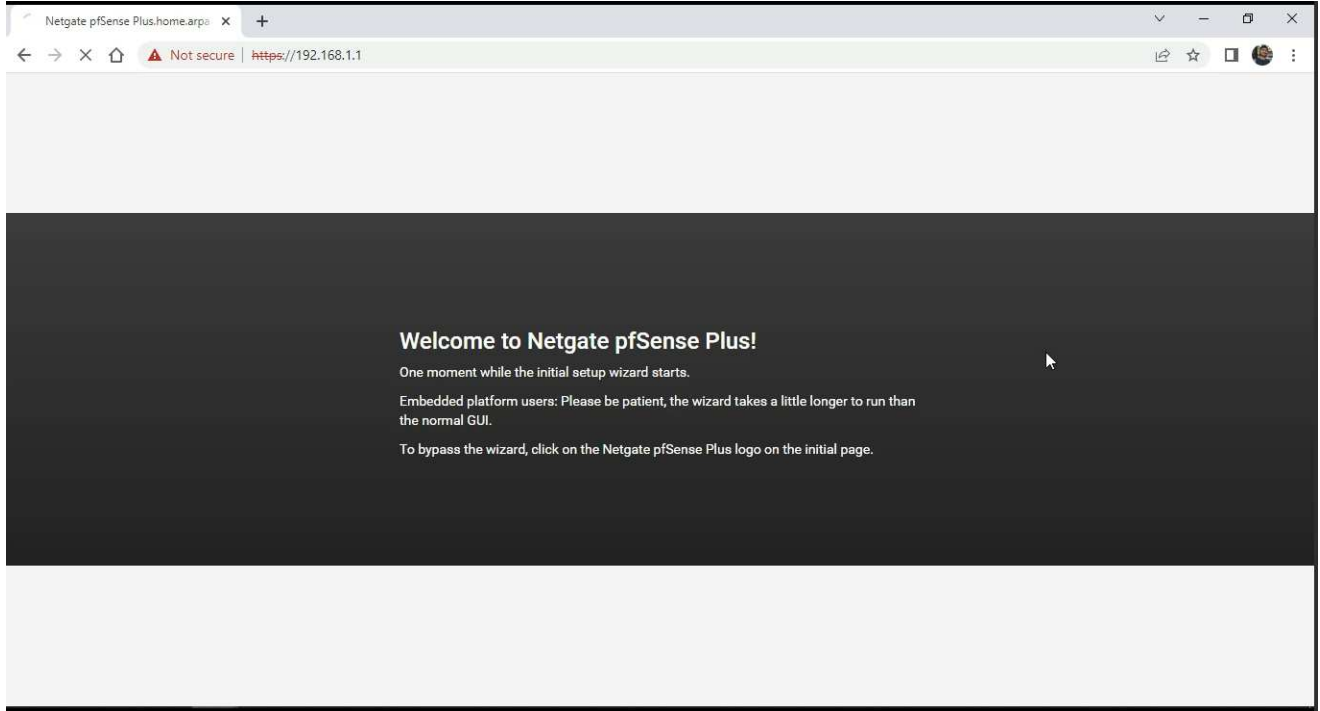 Netgate pfSense Plus.home.arpa
Not secure https://192.168.1.1
Welcome to Netgate pfSense Plus!
One moment while the initial setup wizard starts.
Embedded platform users: Please be patient, the wizard takes a little longer to run than
the normal GUI.
To bypass the wizard, click on the Netgate pfSense Plus logo on the initial page.